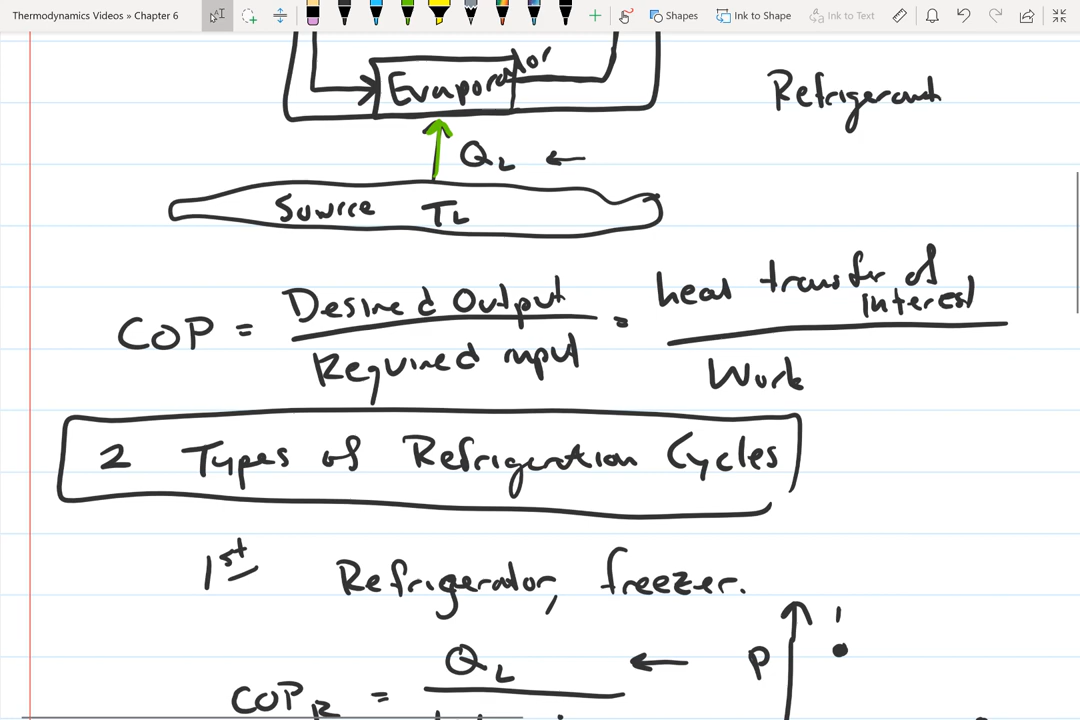 Thermodynamics Videos » Chapter 6
Shapes
Ink to Shape
Ink to Text
Evaporator
Refrigerant
QL ←
Source TL
COP = Desired Output / Required input = heat transfer of interest / Work
2 Types of Refrigeration Cycles
1st Refrigerator, freezer.
COPR = QL ←
P